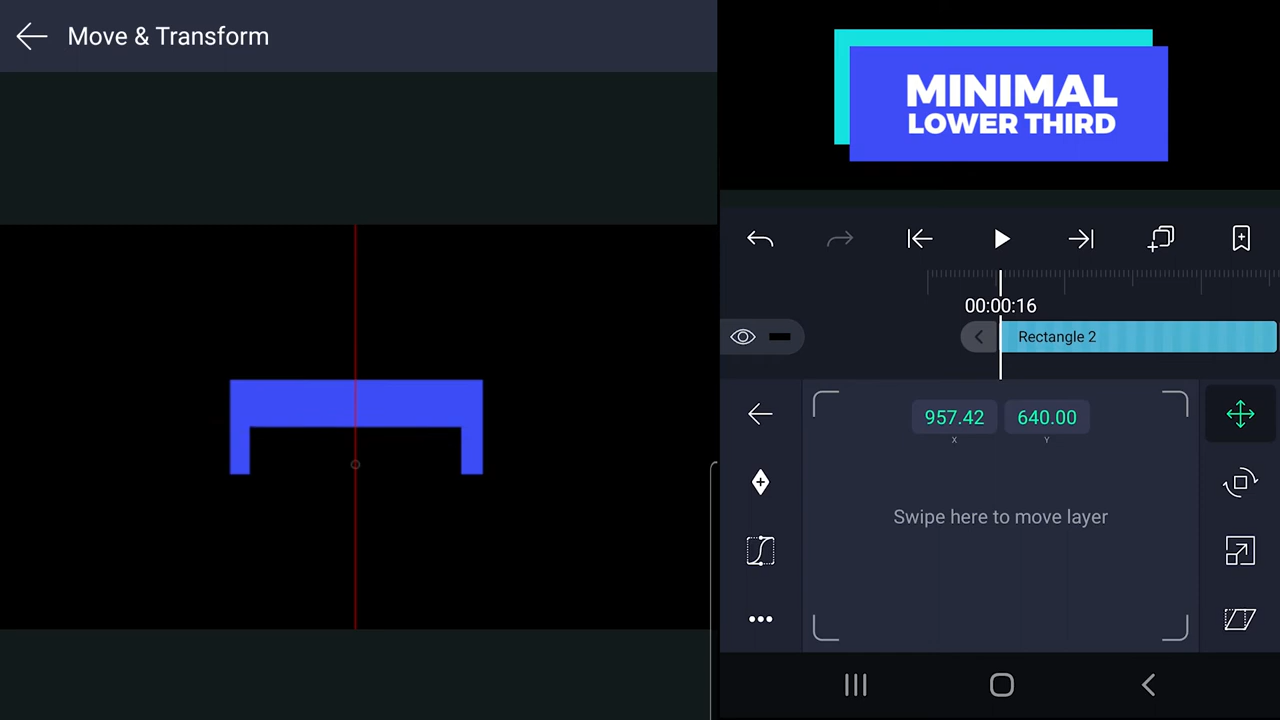 Move & Transform
MINIMAL
LOWER THIRD
00:00:16
Rectangle 2
957.42
640.00
X
Y
Swipe here to move layer